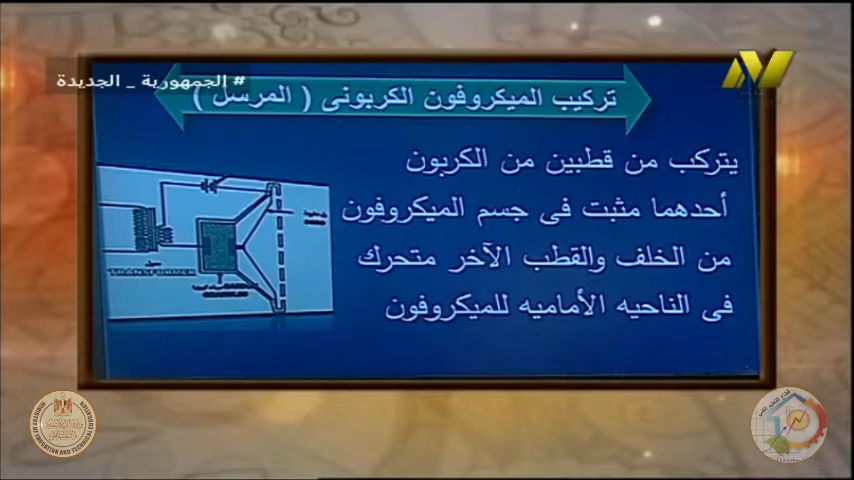 # الجمهورية _ الجديدة
تركيب الميكروفون الكربونى ( المرسل )
يتركب من قطبين من الكربون
أحدهما مثبت فى جسم الميكروفون
من الخلف والقطب الآخر متحرك
فى الناحيه الأماميه للميكروفون
TRANSFORMER